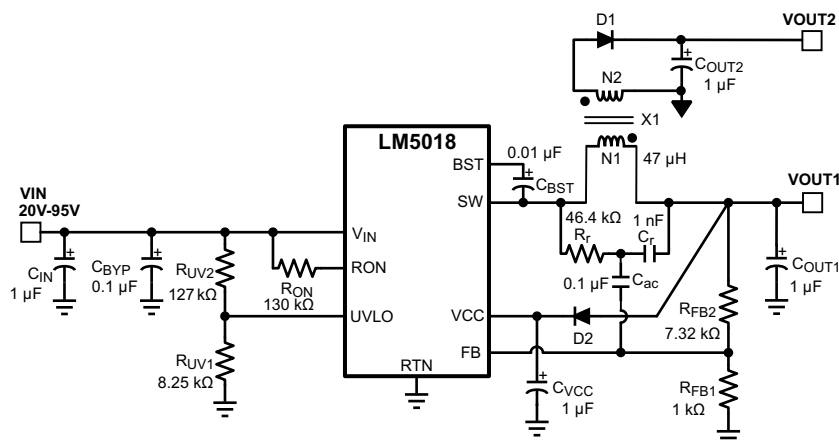 D1
VOUT2
+
COUT2
1 µF
N2
X1
LM5018
BST
0.01 µF
+
CBST
N1
47 µH
VIN
20V-95V
SW
VOUT1
46.4 kΩ
1 nF
Rr
Cr
VIN
+
CIN
1 µF
CBYP
0.1 µF
+
RUV2
127 kΩ
RON
130 kΩ
RON
0.1 µF
Cac
+
COUT1
1 µF
UVLO
VCC
D2
RFB2
7.32 kΩ
FB
RUV1
8.25 kΩ
RTN
+
CVCC
1 µF
RFB1
1 kΩ